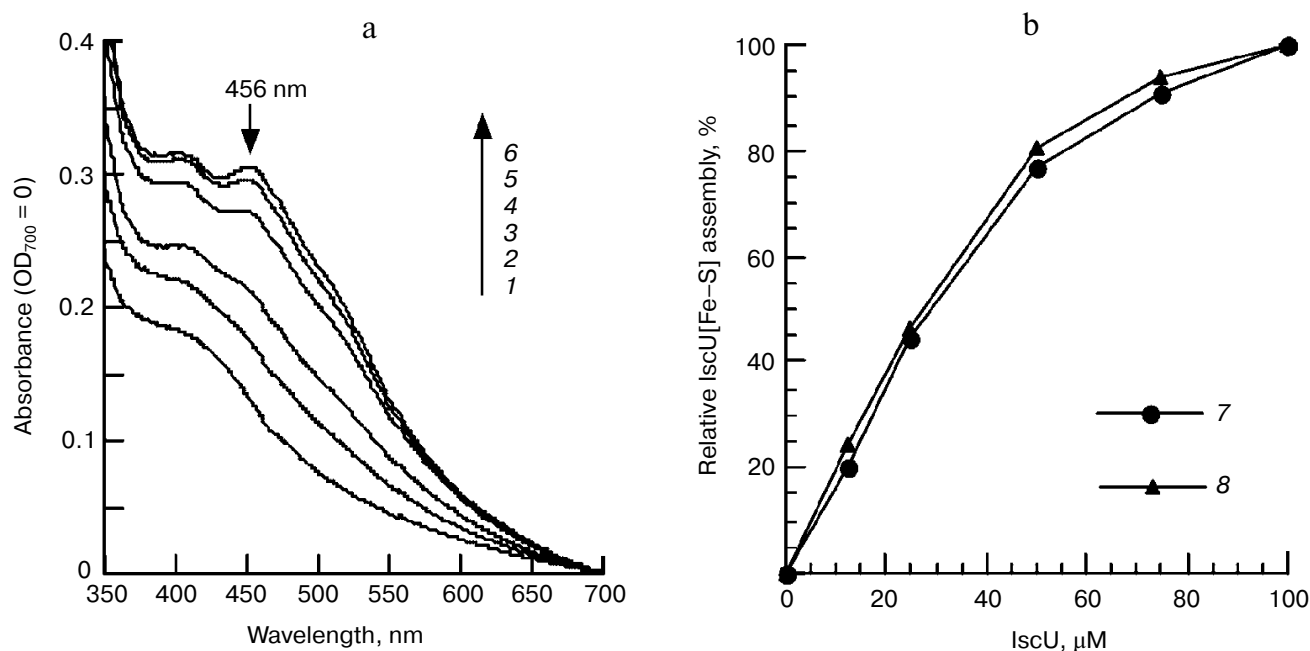 a
Absorbance (OD700 = 0)
0.4
0.3
0.2
0.1
0
456 nm
6
5
4
3
2
1
350 400 450 500 550 600 650 700
Wavelength, nm
b
Relative IscU[Fe–S] assembly, %
100
80
60
40
20
0
7
8
0 20 40 60 80 100
IscU, μM